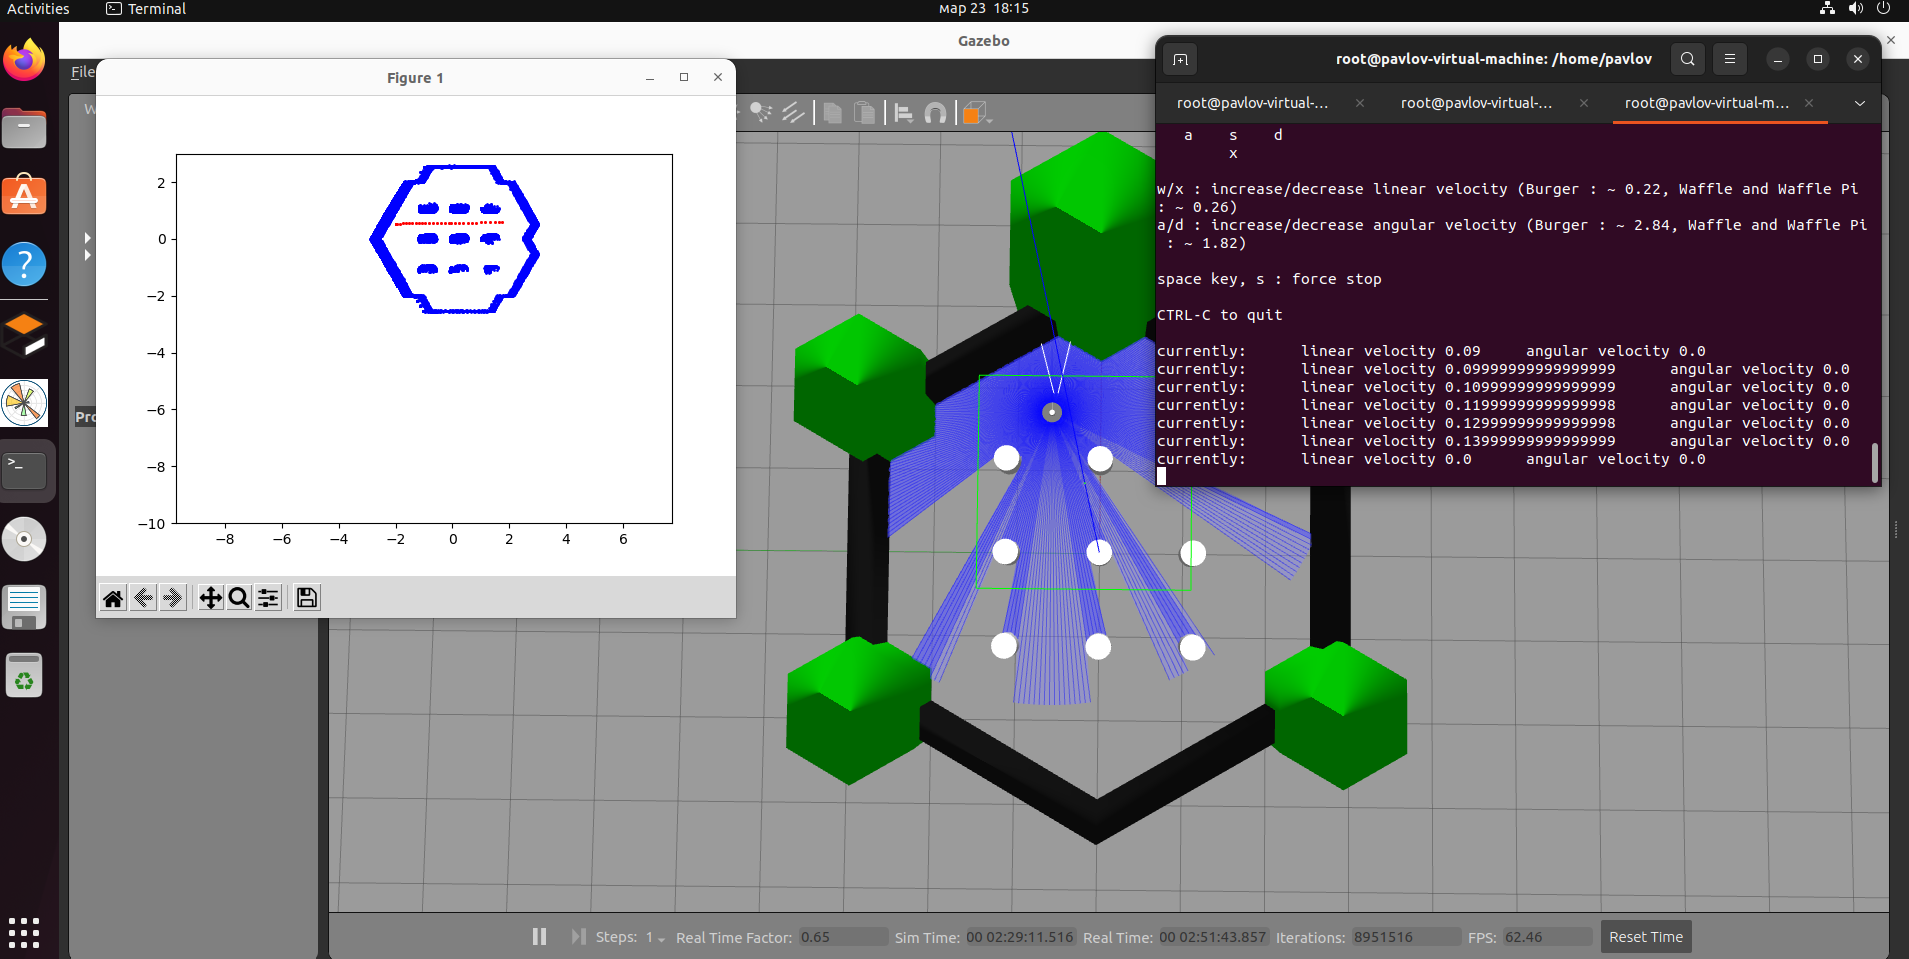 Activities
Terminal
мар 23 18:15
Gazebo
File
Figure 1
2
0
−2
−4
−6
−8
−10
−8
−6
−4
−2
0
2
4
6
root@pavlov-virtual-machine: /home/pavlov
root@pavlov-virtual-...
root@pavlov-virtual-...
root@pavlov-virtual-m...
a s d
x
w/x : increase/decrease linear velocity (Burger : ~ 0.22, Waffle and Waffle Pi
: ~ 0.26)
a/d : increase/decrease angular velocity (Burger : ~ 2.84, Waffle and Waffle Pi
: ~ 1.82)
space key, s : force stop
CTRL-C to quit
currently: linear velocity 0.09 angular velocity 0.0
currently: linear velocity 0.09999999999999999 angular velocity 0.0
currently: linear velocity 0.10999999999999999 angular velocity 0.0
currently: linear velocity 0.11999999999999998 angular velocity 0.0
currently: linear velocity 0.12999999999999998 angular velocity 0.0
currently: linear velocity 0.13999999999999999 angular velocity 0.0
currently: linear velocity 0.0 angular velocity 0.0
Steps: 1
Real Time Factor: 0.65
Sim Time: 00 02:29:11.516
Real Time: 00 02:51:43.857
Iterations: 8951516
FPS: 62.46
Reset Time